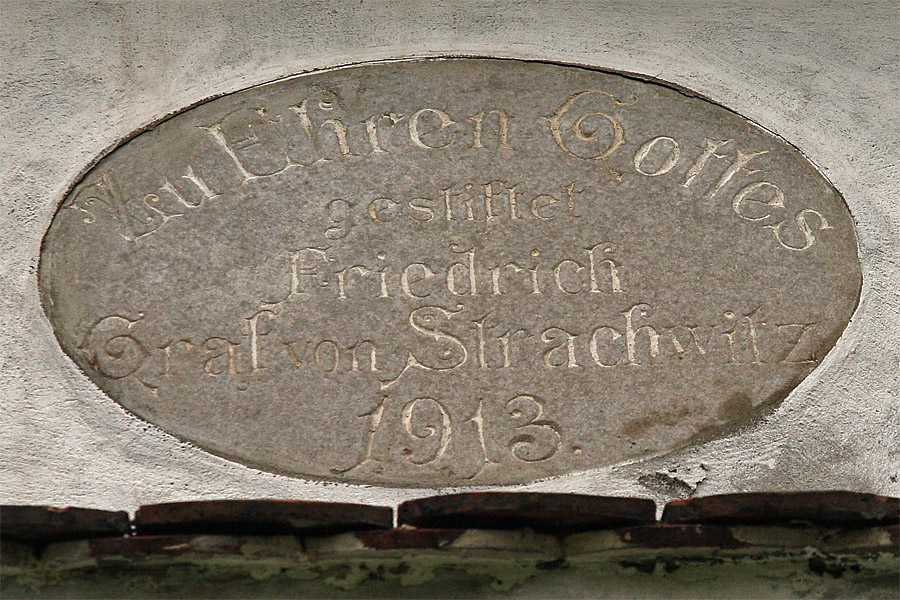 Zu Ehren Gottes
gestiftet
Friedrich
Graf von Strachwitz
1913.